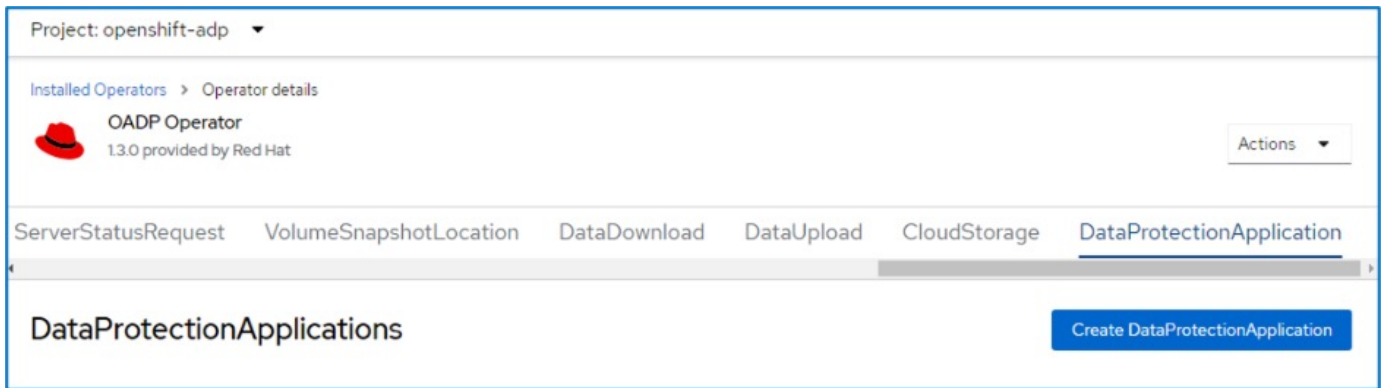 Project: openshift-adp
Installed Operators > Operator details
OADP Operator
1.3.0 provided by Red Hat
Actions
ServerStatusRequest VolumeSnapshotLocation DataDownload DataUpload CloudStorage DataProtectionApplication
DataProtectionApplications
Create DataProtectionApplication